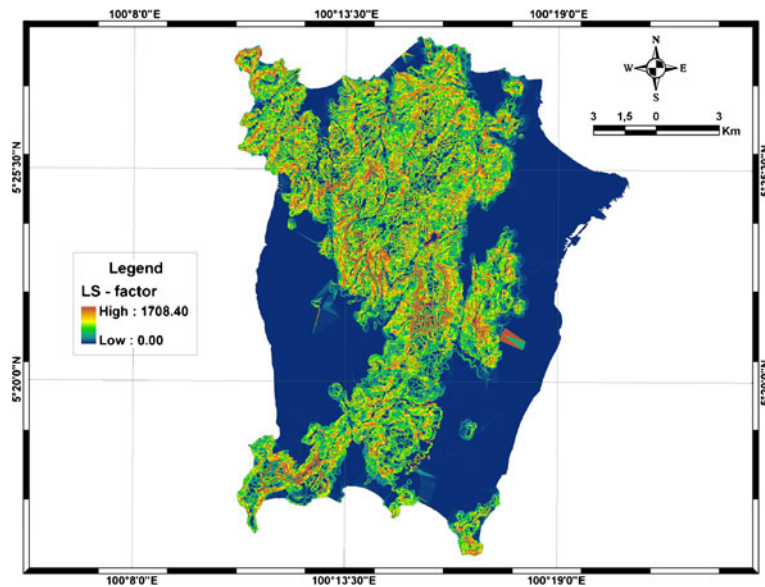 100°8'0"E 100°13'30"E 100°19'0"E
N
W E
S
3 1,5 0 3
Km
5°25'30"N 5°25'30"N
Legend
LS - factor
High : 1708.40
Low : 0.00
5°20'0"N 5°20'0"N
100°8'0"E 100°13'30"E 100°19'0"E